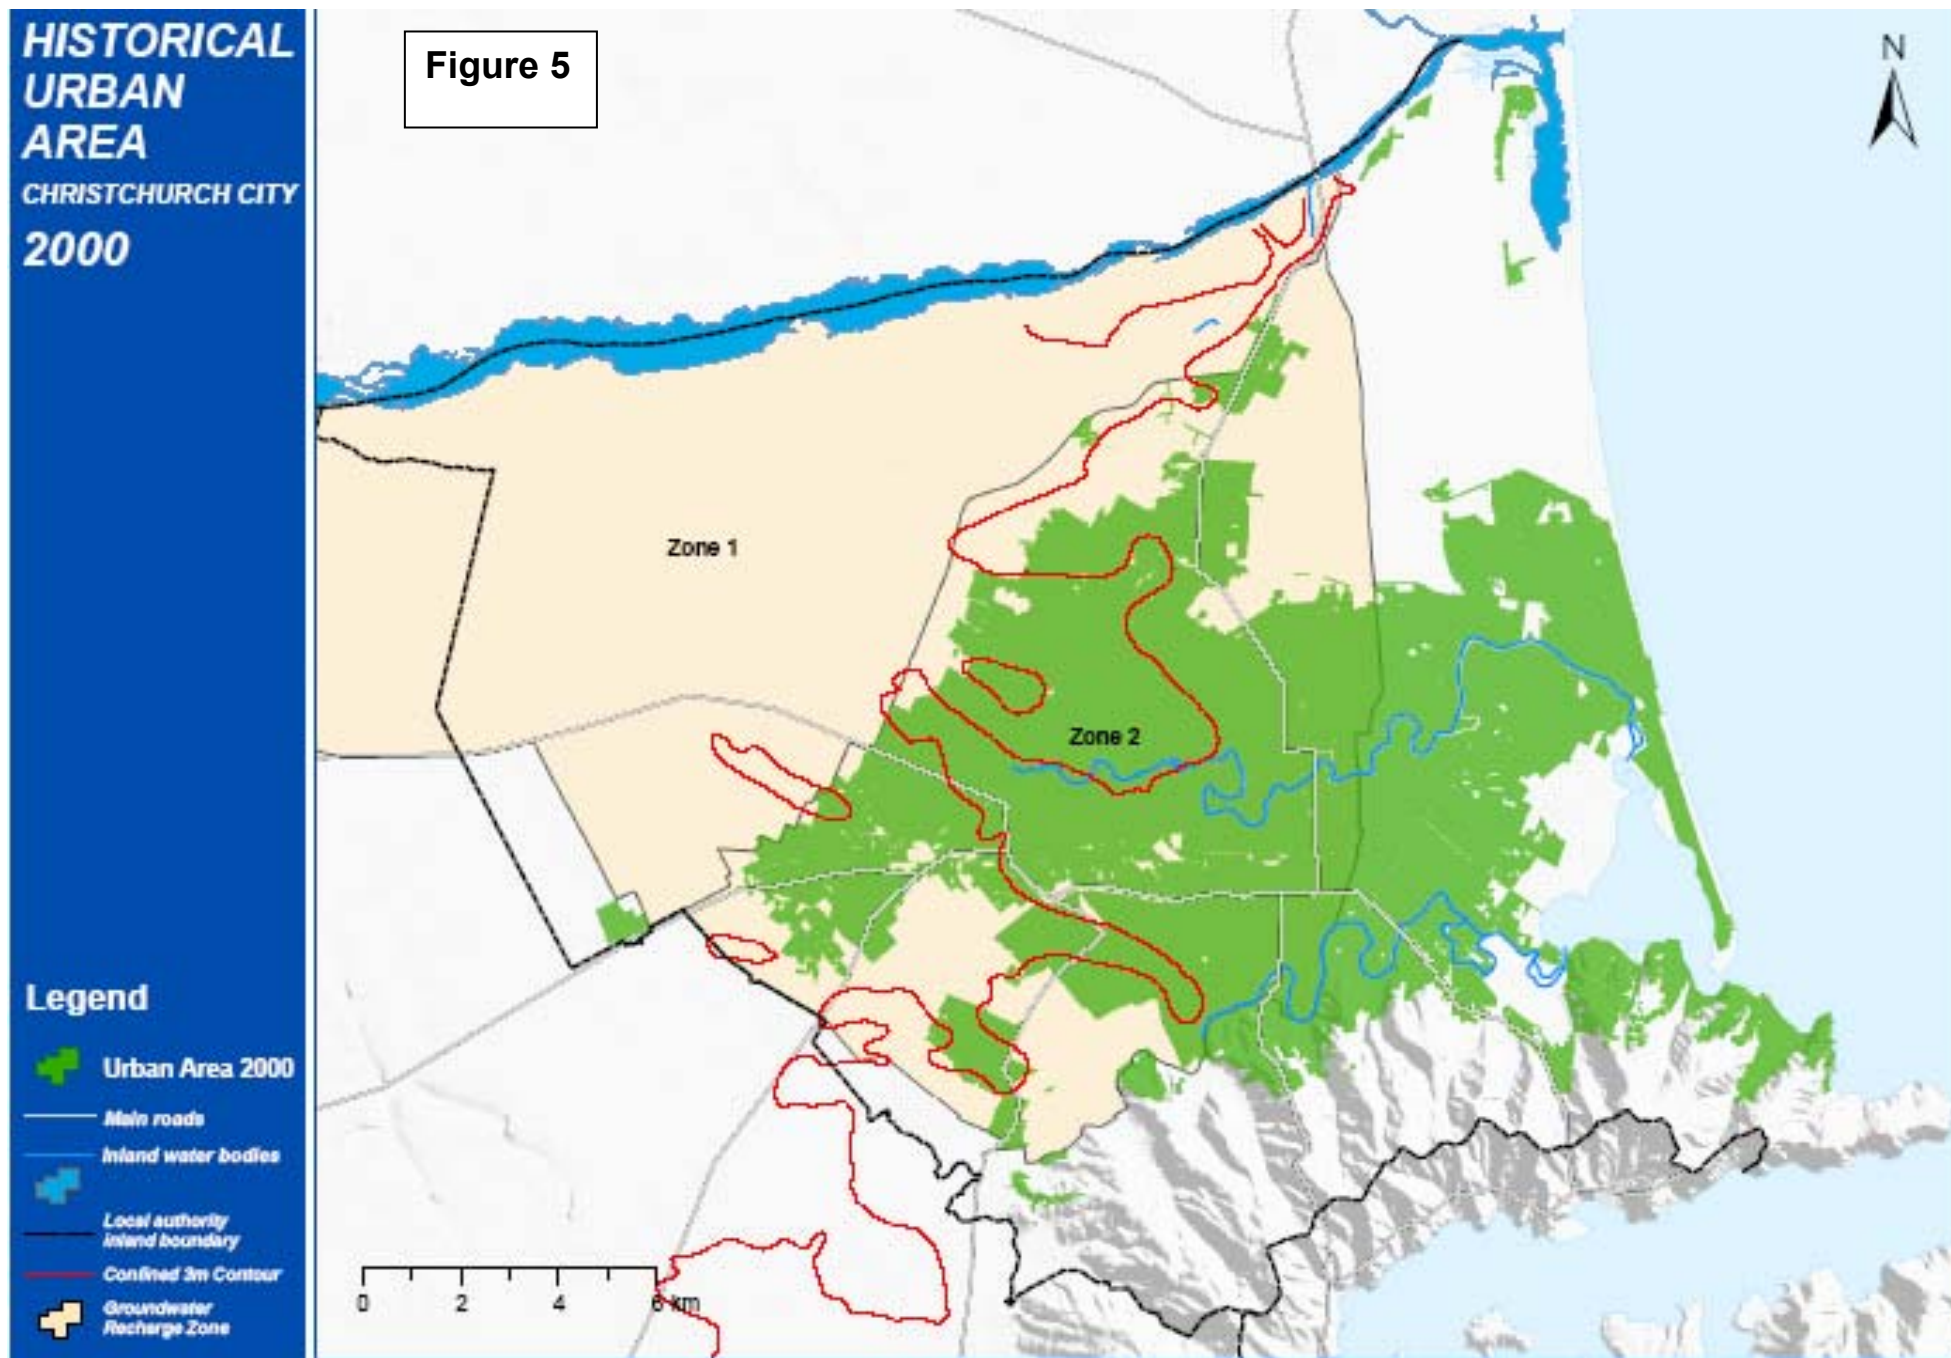 HISTORICAL
URBAN
AREA
CHRISTCHURCH CITY
2000
Figure 5
N
Zone 1
Zone 2
Legend
Urban Area 2000
Main roads
Inland water bodies
Local authority
inland boundary
Confined 3m Contour
Groundwater
Recharge Zone
0 2 4 6 km